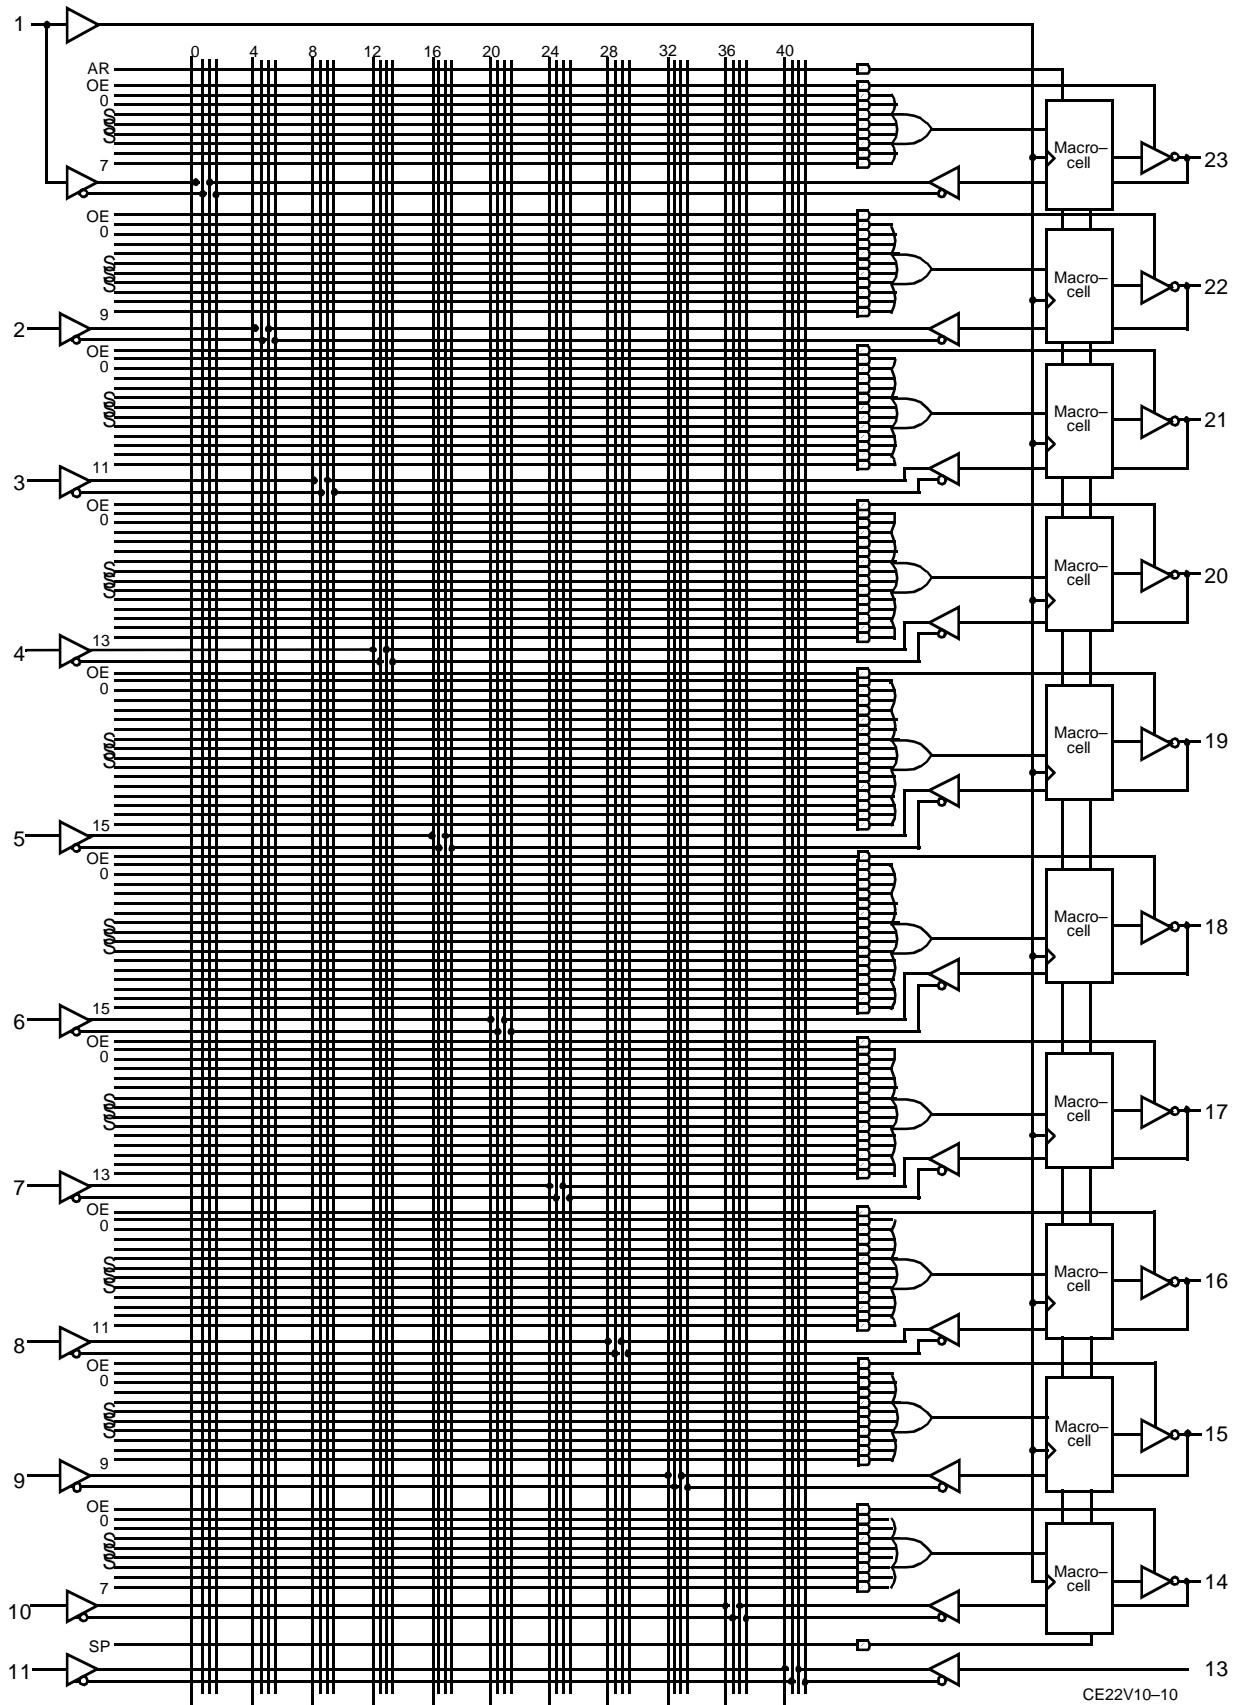 1
0 4 8 12 16 20 24 28 32 36 40
AR
OE
0
S
S
S
7
Macro–
cell
23
OE
0
S
S
S
9
Macro–
cell
22
2
OE
0
S
S
S
11
Macro–
cell
21
3
OE
0
S
S
S
13
Macro–
cell
20
4
OE
0
S
S
S
15
Macro–
cell
19
5
OE
0
S
S
S
15
Macro–
cell
18
6
OE
0
S
S
S
13
Macro–
cell
17
7
OE
0
S
S
S
11
Macro–
cell
16
8
OE
0
S
S
S
9
Macro–
cell
15
9
OE
0
S
S
S
7
Macro–
cell
14
10
SP
11
13
CE22V10–10